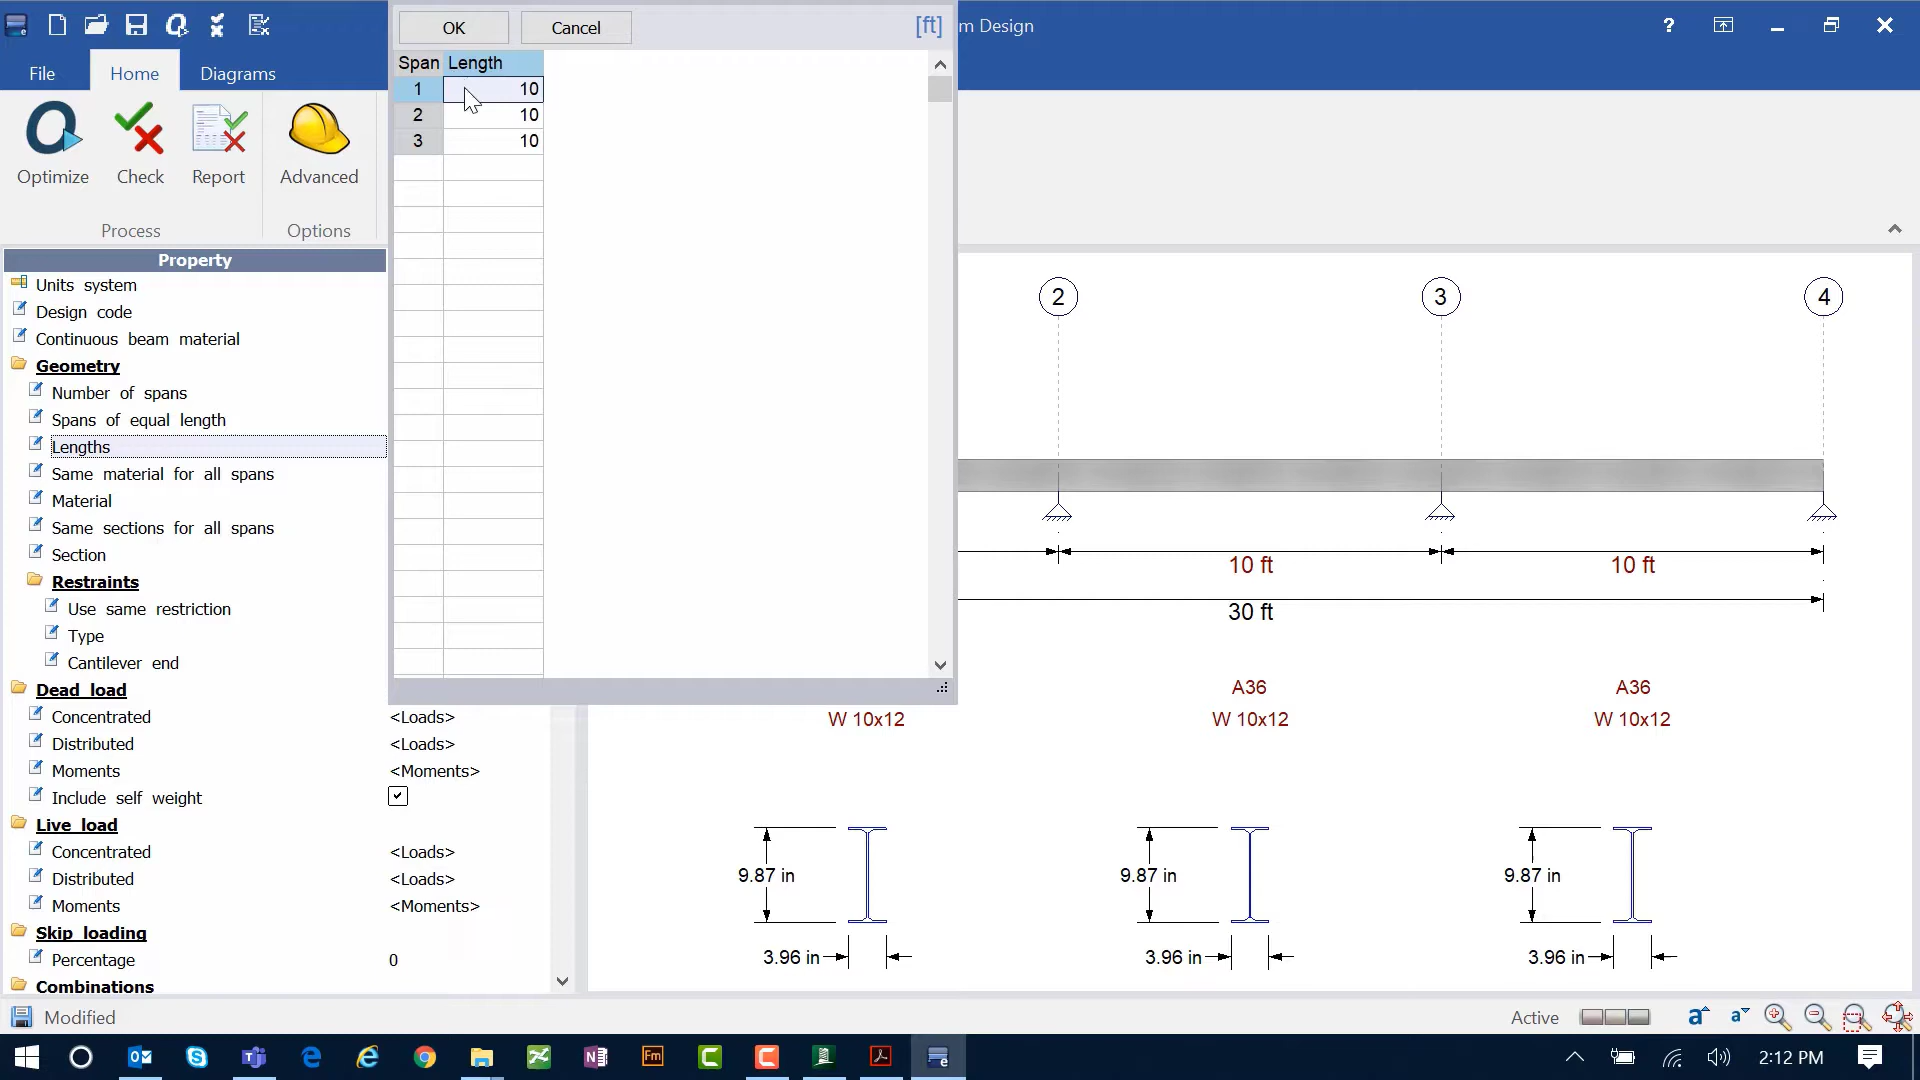 OK
Cancel
[ft]
m Design
?
File
Home
Diagrams
Span
Length
1
10
2
10
3
10
Optimize
Check
Report
Advanced
Process
Options
Property
Units system
Design code
Continuous beam material
Geometry
Number of spans
Spans of equal length
Lengths
Same material for all spans
Material
Same sections for all spans
Section
Restraints
Use same restriction
Type
Cantilever end
Dead load
Concentrated
<Loads>
Distributed
<Loads>
Moments
<Moments>
Include self weight
Live load
Concentrated
<Loads>
Distributed
<Loads>
Moments
<Moments>
Skip loading
Percentage
0
Combinations
2
3
4
10 ft
10 ft
30 ft
A36
A36
W 10x12
W 10x12
W 10x12
9.87 in
9.87 in
9.87 in
3.96 in
3.96 in
3.96 in
Modified
Active
a
a
2:12 PM